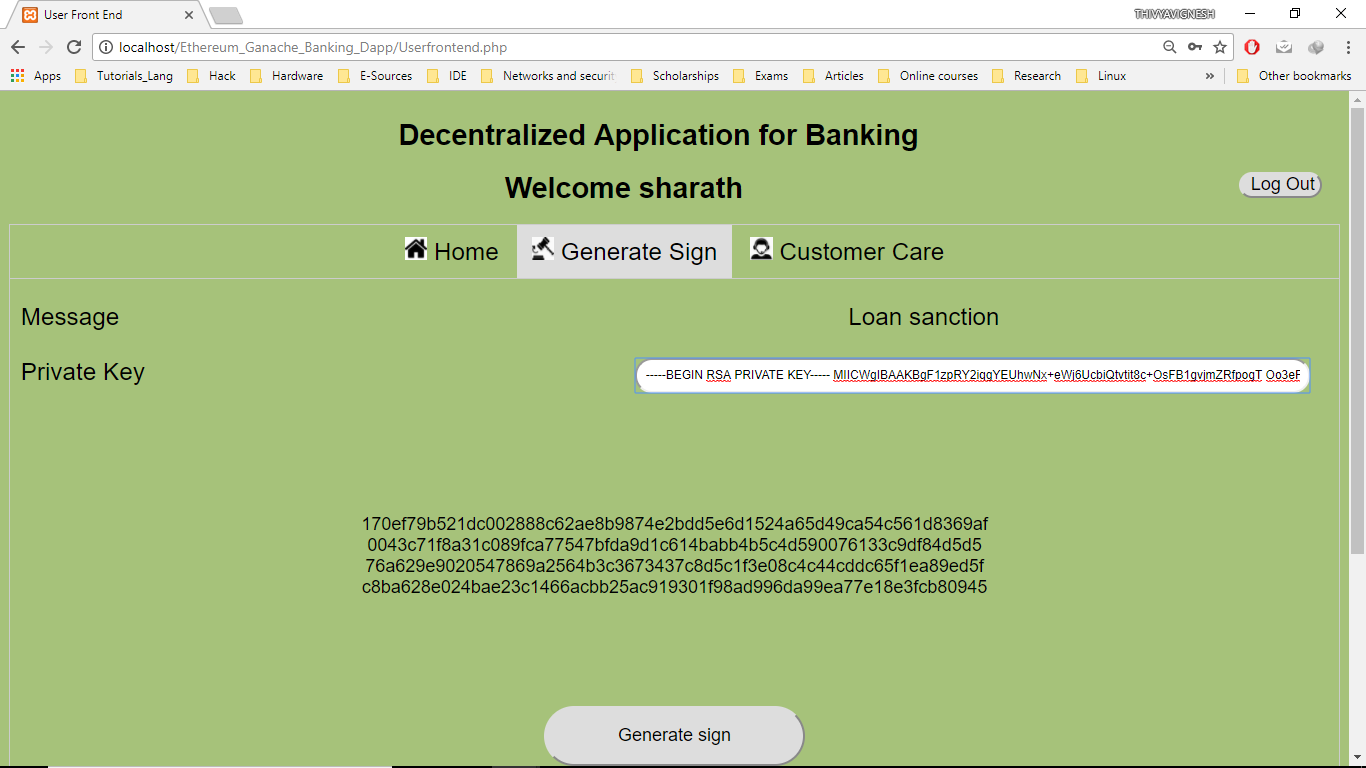 User Front End
THIVYAVIGNESH
localhost/Ethereum_Ganache_Banking_Dapp/Userfrontend.php
Apps Tutorials_Lang Hack Hardware E-Sources IDE Networks and securit Scholarships Exams Articles Online courses Research Linux » Other bookmarks
Decentralized Application for Banking
Welcome sharath
Log Out
Home Generate Sign Customer Care
Message Loan sanction
Private Key -----BEGIN RSA PRIVATE KEY----- MIICWgIBAAKBgF1zpRY2iqgYEUhwNx+eWj6UcbiQtvtit8c+OsFB1gvjmZRfpogT Oo3eF
170ef79b521dc002888c62ae8b9874e2bdd5e6d1524a65d49ca54c561d8369af
0043c71f8a31c089fca77547bfda9d1c614babb4b5c4d590076133c9df84d5d5
76a629e9020547869a2564b3c3673437c8d5c1f3e08c4c44cddc65f1ea89ed5f
c8ba628e024bae23c1466acbb25ac919301f98ad996da99ea77e18e3fcb80945
Generate sign